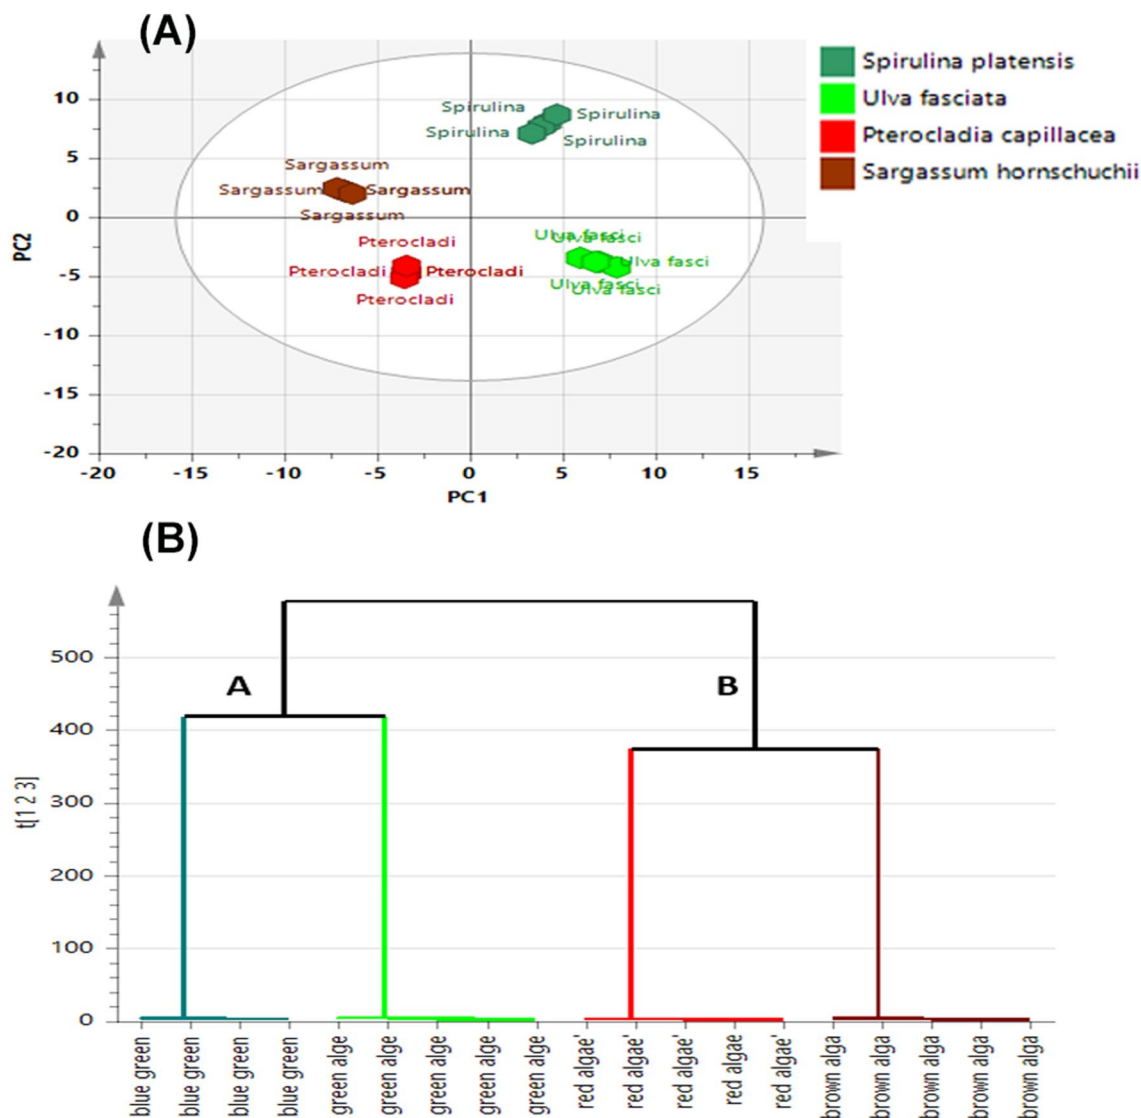 (A)
Spirulina platensis
Ulva fasciata
Pterocladia capillacea
Sargassum hornschuchii
10
5
0
-5
-10
-15
-20
PC2
Spirulina
Spirulina
Spirulina
Spirulina
Sargassum
Sargassum
Sargassum
Sargassum
Pterocladi
Pterocladi
Pterocladi
Pterocladi
Ulva fasci
Ulva fasci
Ulva fasci
Ulva fasci
Ulva fasci
-20 -15 -10 -5 0 5 10 15
PC1
(B)
500
400
300
200
100
0
t[1 2 3]
A
B
blue green
blue green
blue green
blue green
green alge
green alge
green alge
green alge
green alge
red algae'
red algae'
red algae'
red algae
red algae'
brown alga
brown alga
brown alga
brown alga
brown alga